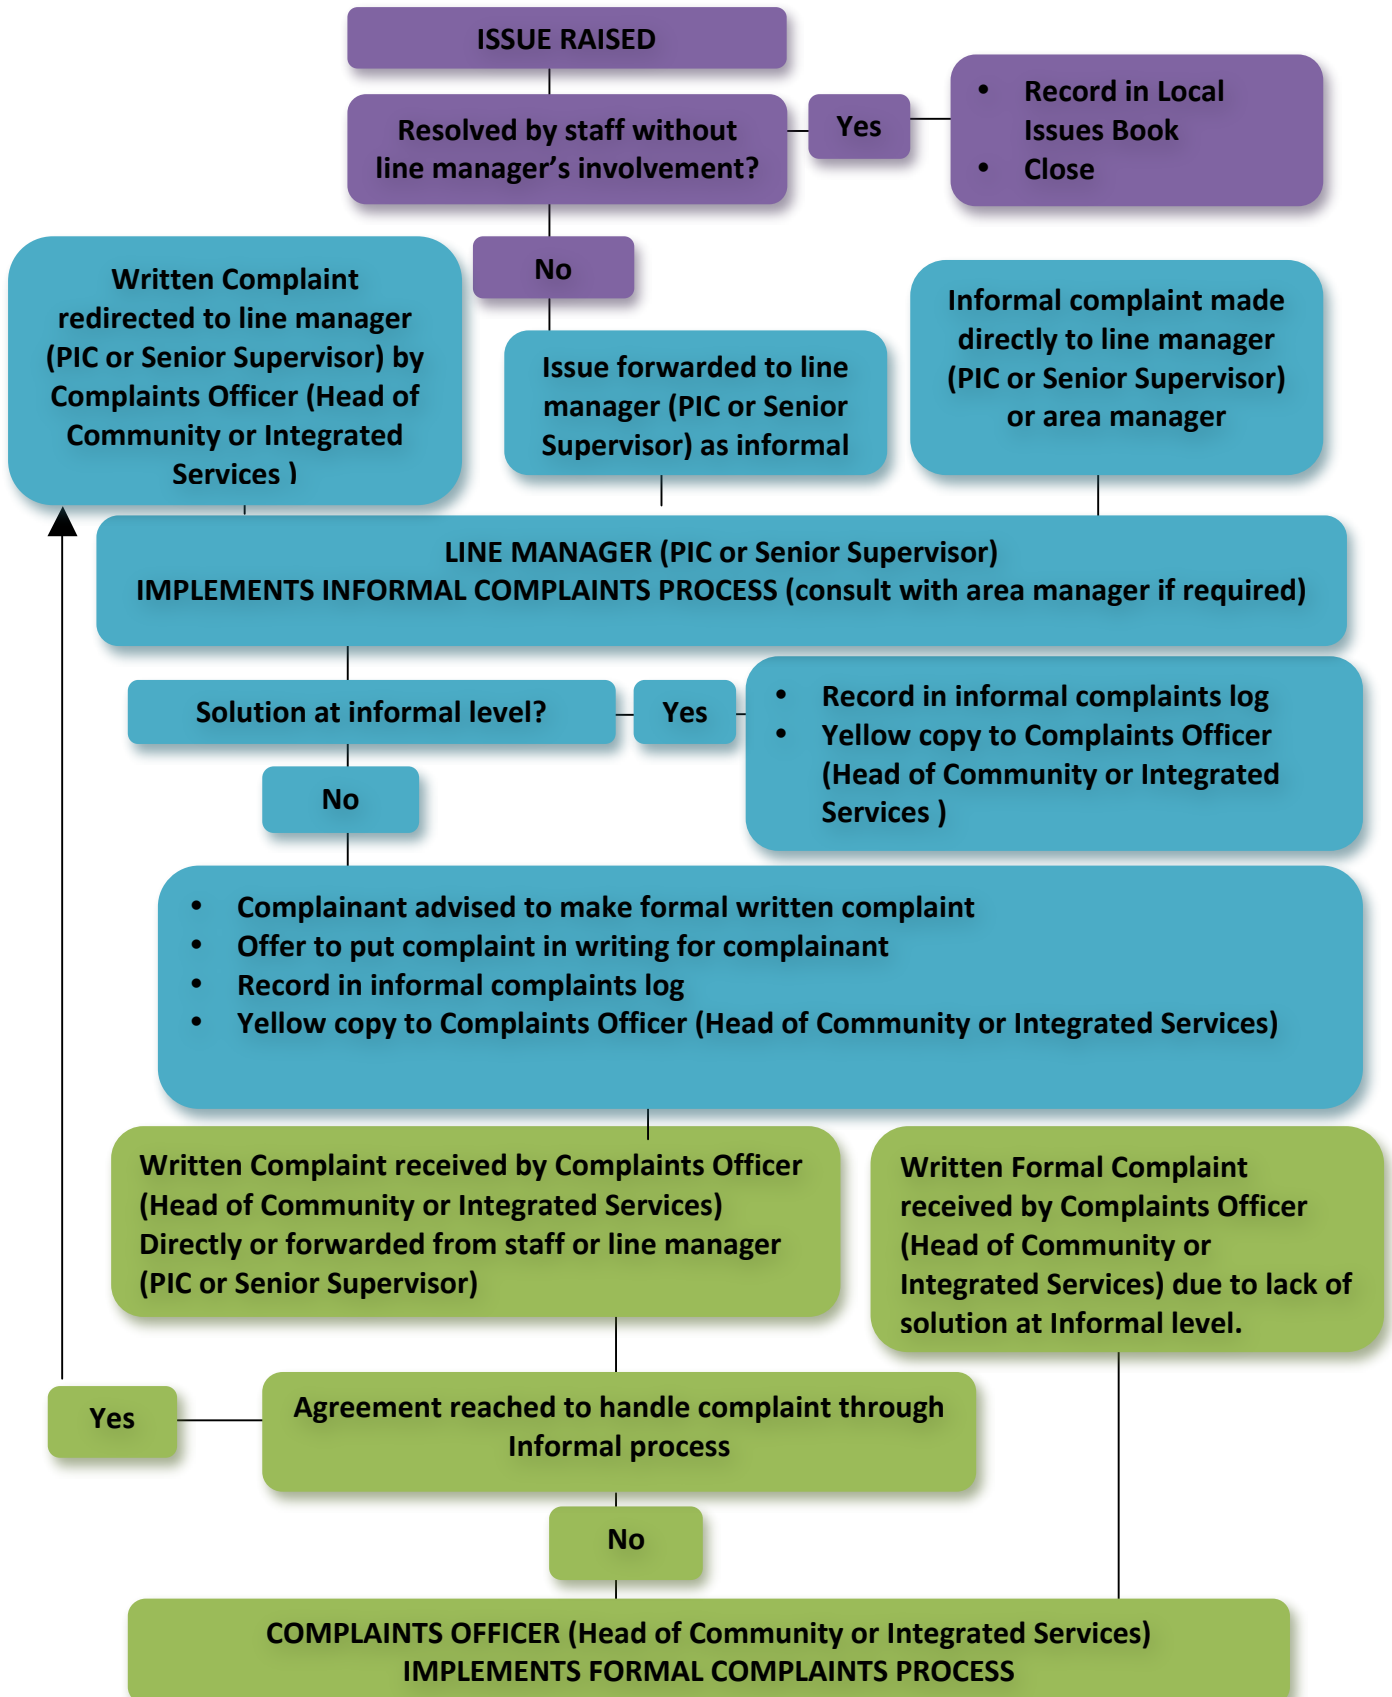 ISSUE RAISED
Resolved by staff without
line manager’s involvement?
Yes
• Record in Local
Issues Book
• Close
No
Written Complaint
redirected to line manager
(PIC or Senior Supervisor) by
Complaints Officer (Head of
Community or Integrated
Services )
Issue forwarded to line
manager (PIC or Senior
Supervisor) as informal
Informal complaint made
directly to line manager
(PIC or Senior Supervisor)
or area manager
LINE MANAGER (PIC or Senior Supervisor)
IMPLEMENTS INFORMAL COMPLAINTS PROCESS (consult with area manager if required)
Solution at informal level?
Yes
• Record in informal complaints log
• Yellow copy to Complaints Officer
(Head of Community or Integrated
Services )
No
• Complainant advised to make formal written complaint
• Offer to put complaint in writing for complainant
• Record in informal complaints log
• Yellow copy to Complaints Officer (Head of Community or Integrated Services)
Written Complaint received by Complaints Officer
(Head of Community or Integrated Services)
Directly or forwarded from staff or line manager
(PIC or Senior Supervisor)
Written Formal Complaint
received by Complaints Officer
(Head of Community or
Integrated Services) due to lack of
solution at Informal level.
Yes
Agreement reached to handle complaint through
Informal process
No
COMPLAINTS OFFICER (Head of Community or Integrated Services)
IMPLEMENTS FORMAL COMPLAINTS PROCESS